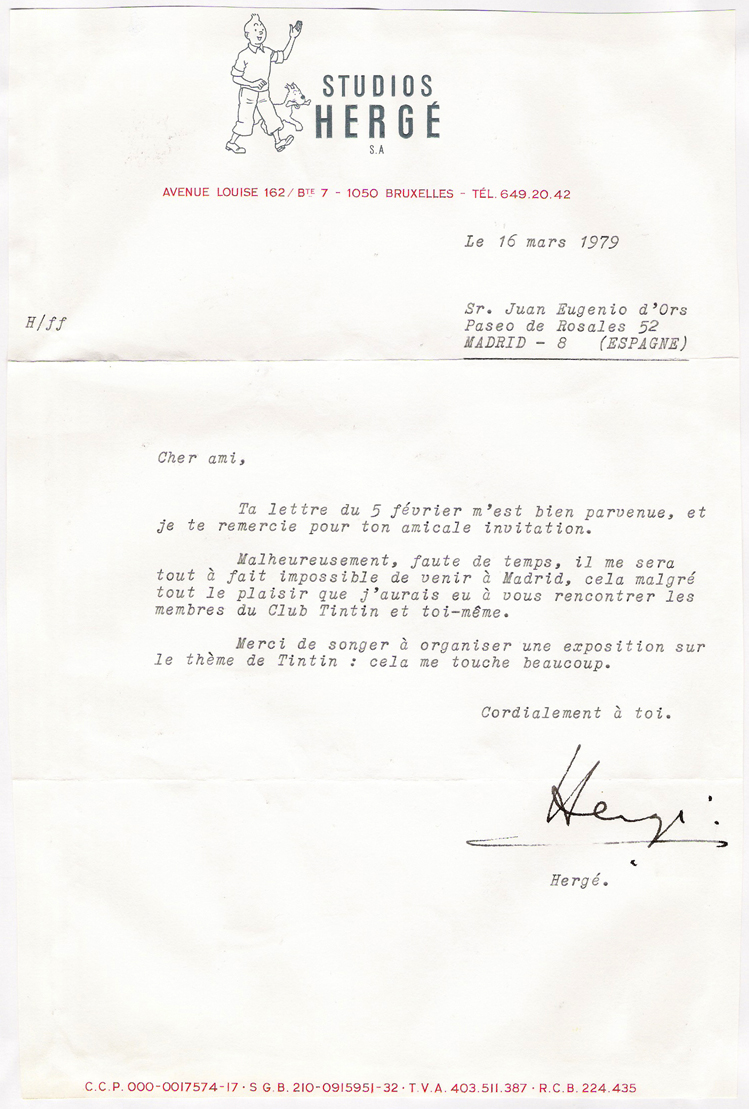 STUDIOS
HERGÉ
S.A
AVENUE LOUISE 162 / BTE 7 - 1050 BRUXELLES - TÉL. 649.20.42
Le 16 mars 1979
Sr. Juan Eugenio d'Ors
H/ff
Paseo de Rosales 52
MADRID - 8 (ESPAGNE)
Cher ami,
Ta lettre du 5 février m'est bien parvenue, et
je te remercie pour ton amicale invitation.
Malheureusement, faute de temps, il me sera
tout à fait impossible de venir à Madrid, cela malgré
tout le plaisir que j'aurais eu à vous rencontrer les
membres du Club Tintin et toi-même.
Merci de songer à organiser une exposition sur
le thème de Tintin : cela me touche beaucoup.
Cordialement à toi.
Hergé
Hergé.
C.C.P. 000-0017574-17 · S G.B. 210-0915951-32 · T.V.A. 403.511.387 · R.C.B. 224.435